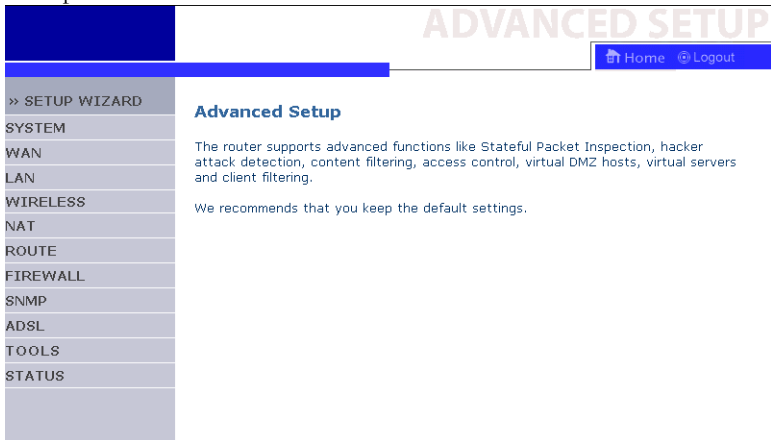 ADVANCED SETUP
Home Logout
» SETUP WIZARD
SYSTEM
WAN
LAN
WIRELESS
NAT
ROUTE
FIREWALL
SNMP
ADSL
TOOLS
STATUS
Advanced Setup
The router supports advanced functions like Stateful Packet Inspection, hacker
attack detection, content filtering, access control, virtual DMZ hosts, virtual servers
and client filtering.
We recommends that you keep the default settings.